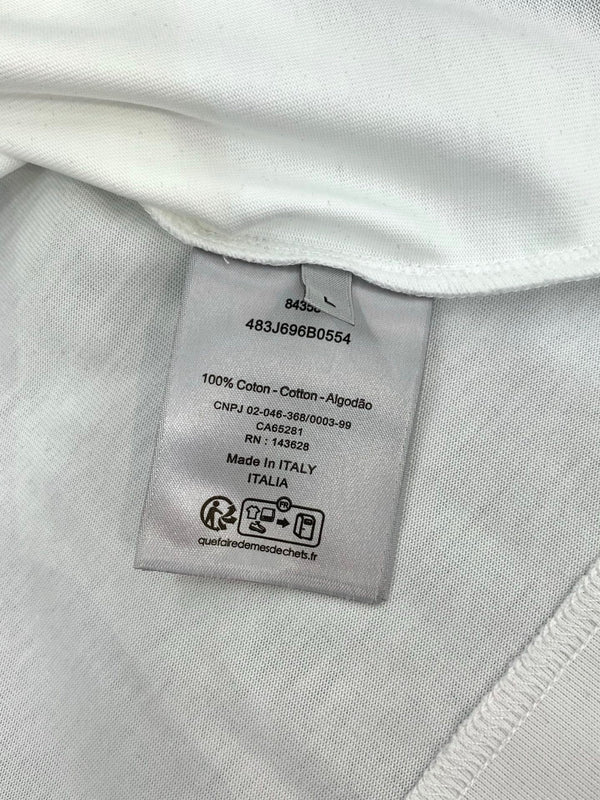 L
483J696B0554
100% Coton - Cotton - Algodão
CNPJ 02-046-368/0003-99
CA65281
RN : 143628
Made In ITALY
ITALIA
FR
quefairedemesdechets.fr